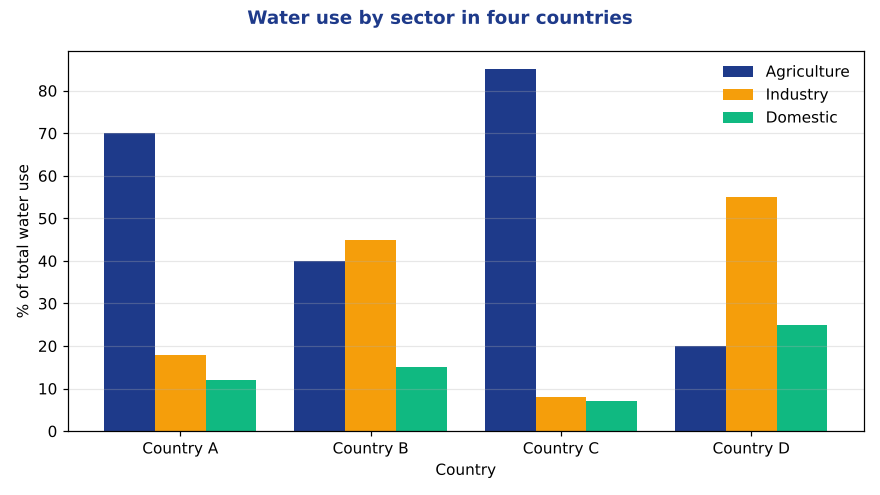 Water use by sector in four countries
% of total water use
80
70
60
50
40
30
20
10
0
Agriculture
Industry
Domestic
Country A
Country B
Country C
Country D
Country